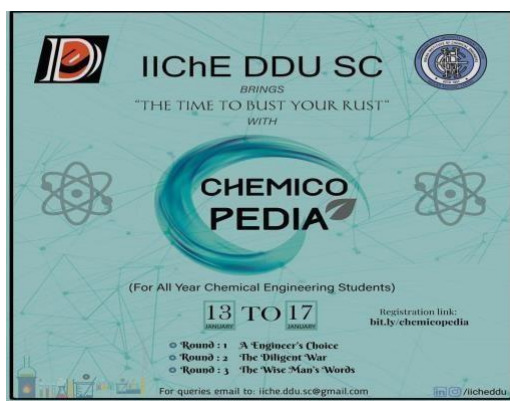 IIChE DDU SC
BRINGS
"THE TIME TO BUST YOUR RUST"
WITH
CHEMICO
PEDIA
(For All Year Chemical Engineering Students)
13 TO 17
JANUARY JANUARY
Registration link:
bit.ly/chemicopedia
Round : 1 A Engineer's Choice
Round : 2 The Diligent War
Round : 3 The Wise Man's Words
For queries email to: iiche.ddu.sc@gmail.com
/iicheddu